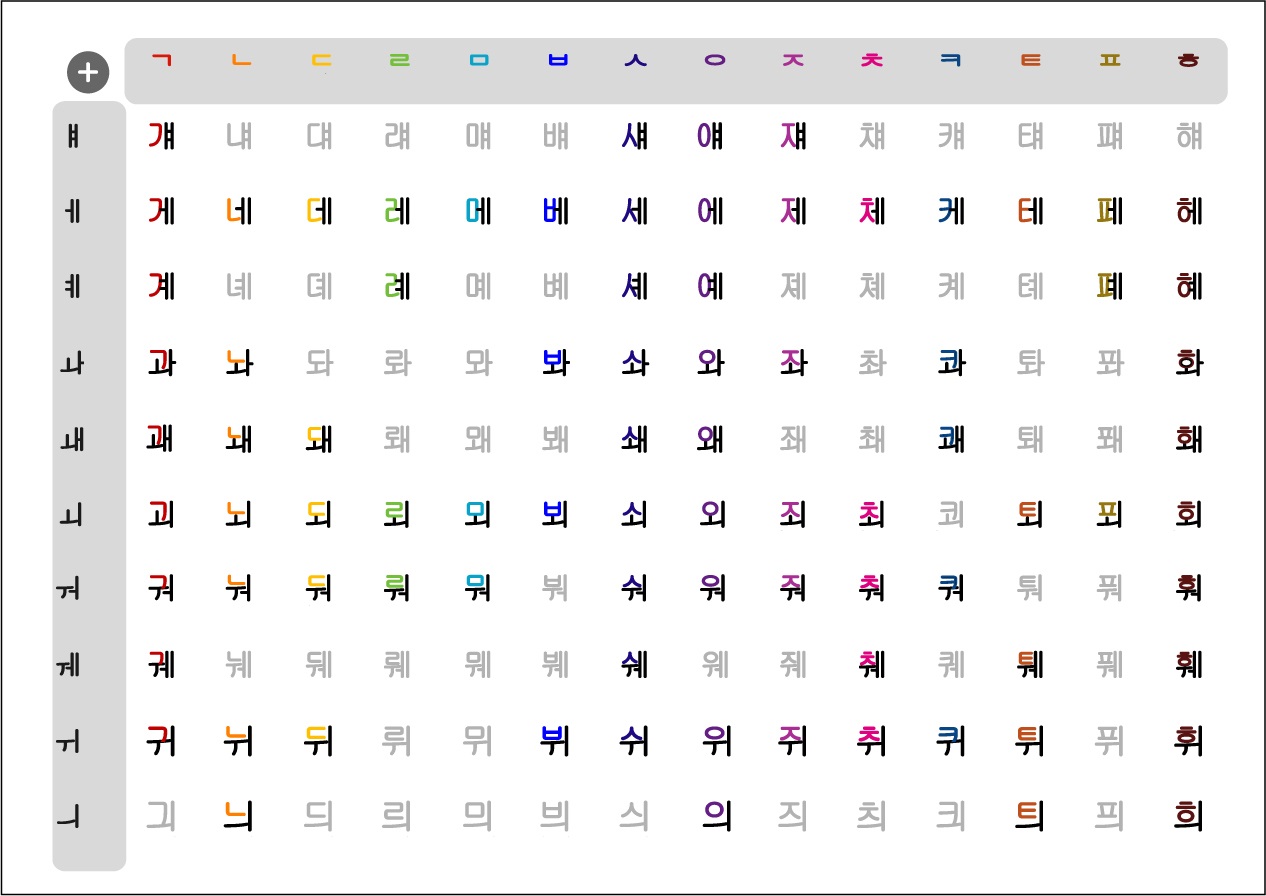 + ㄱ ㄴ ㄷ ㄹ ㅁ ㅂ ㅅ ㅇ ㅈ ㅊ ㅋ ㅌ ㅍ ㅎ
ㅒ 걔 냬 댸 럐 먜 뱨 섀 얘 쟤 챼 컈 턔 퍠 햬
ㅔ 게 네 데 레 메 베 세 에 제 체 케 테 페 헤
ㅖ 계 녜 뎨 례 몌 볘 셰 예 졔 쳬 켸 톄 폐 혜
ㅘ 과 놔 돠 롸 뫄 봐 솨 와 좌 촤 콰 톼 퐈 화
ㅙ 괘 놰 돼 뢔 뫠 봬 쇄 왜 좨 쵀 쾌 퇘 퐤 홰
ㅚ 괴 뇌 되 뢰 뫼 뵈 쇠 외 죄 최 쾨 퇴 푀 회
ㅝ 궈 눠 둬 뤄 뭐 붜 숴 워 줘 춰 쿼 퉈 풔 훠
ㅞ 궤 눼 뒈 뤠 뭬 붸 쉐 웨 줴 췌 퀘 퉤 풰 훼
ㅟ 귀 뉘 뒤 뤼 뮈 뷔 쉬 위 쥐 취 퀴 튀 퓌 휘
ㅢ 긔 늬 듸 릐 믜 븨 싀 의 즤 츼 킈 틔 픠 희